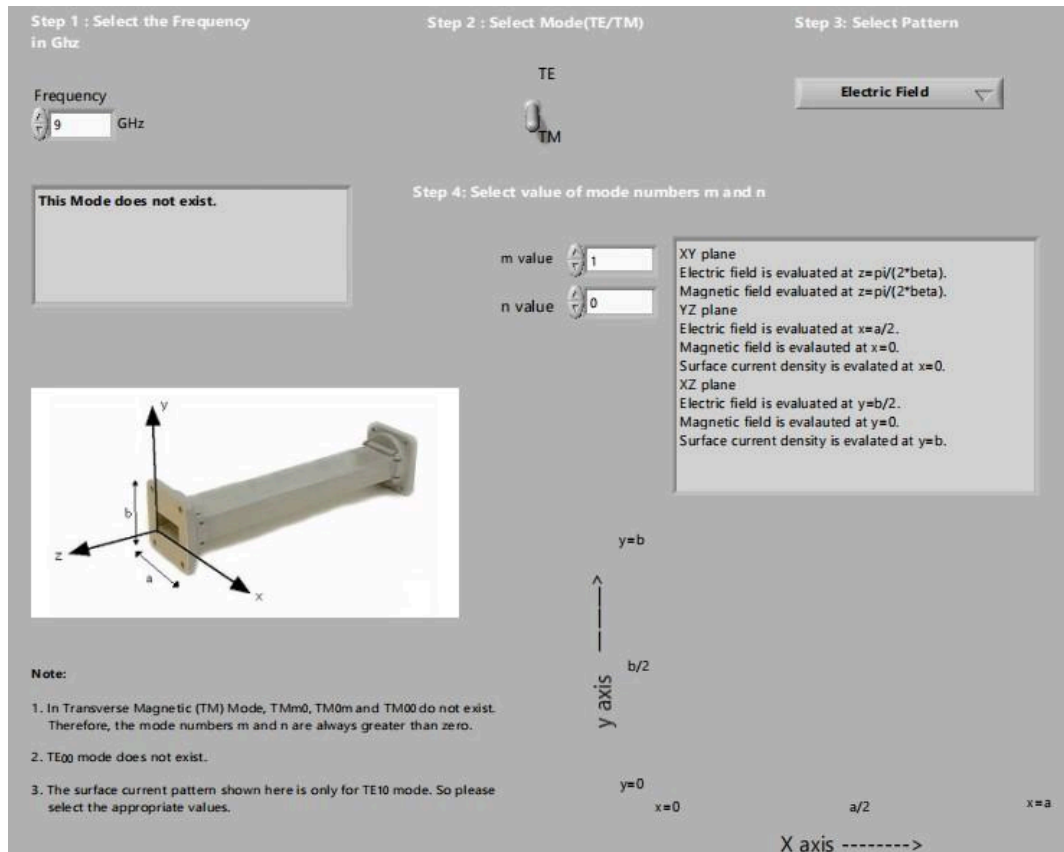 Step 1 : Select the Frequency
in Ghz
Step 2 : Select Mode(TE/TM)
Step 3: Select Pattern
TE
TM
Electric Field
Frequency
9
GHz
This Mode does not exist.
Step 4: Select value of mode numbers m and n
m value
1
n value
0
XY plane
Electric field is evaluated at z=pi/(2*beta).
Magnetic field evaluated at z=pi/(2*beta).
YZ plane
Electric field is evaluated at x=a/2.
Magnetic field is evalauted at x=0.
Surface current density is evalated at x=0.
XZ plane
Electric field is evaluated at y=b/2.
Magnetic field is evalauted at y=0.
Surface current density is evalated at y=b.
y
b
z
a
x
Note:
1. In Transverse Magnetic (TM) Mode, TMm0, TM0m and TM00 do not exist.
Therefore, the mode numbers m and n are always greater than zero.
2. TE00 mode does not exist.
3. The surface current pattern shown here is only for TE10 mode. So please
select the appropriate values.
y=b
b/2
y axis ------->
y=0
x=0
a/2
x=a
X axis -------->